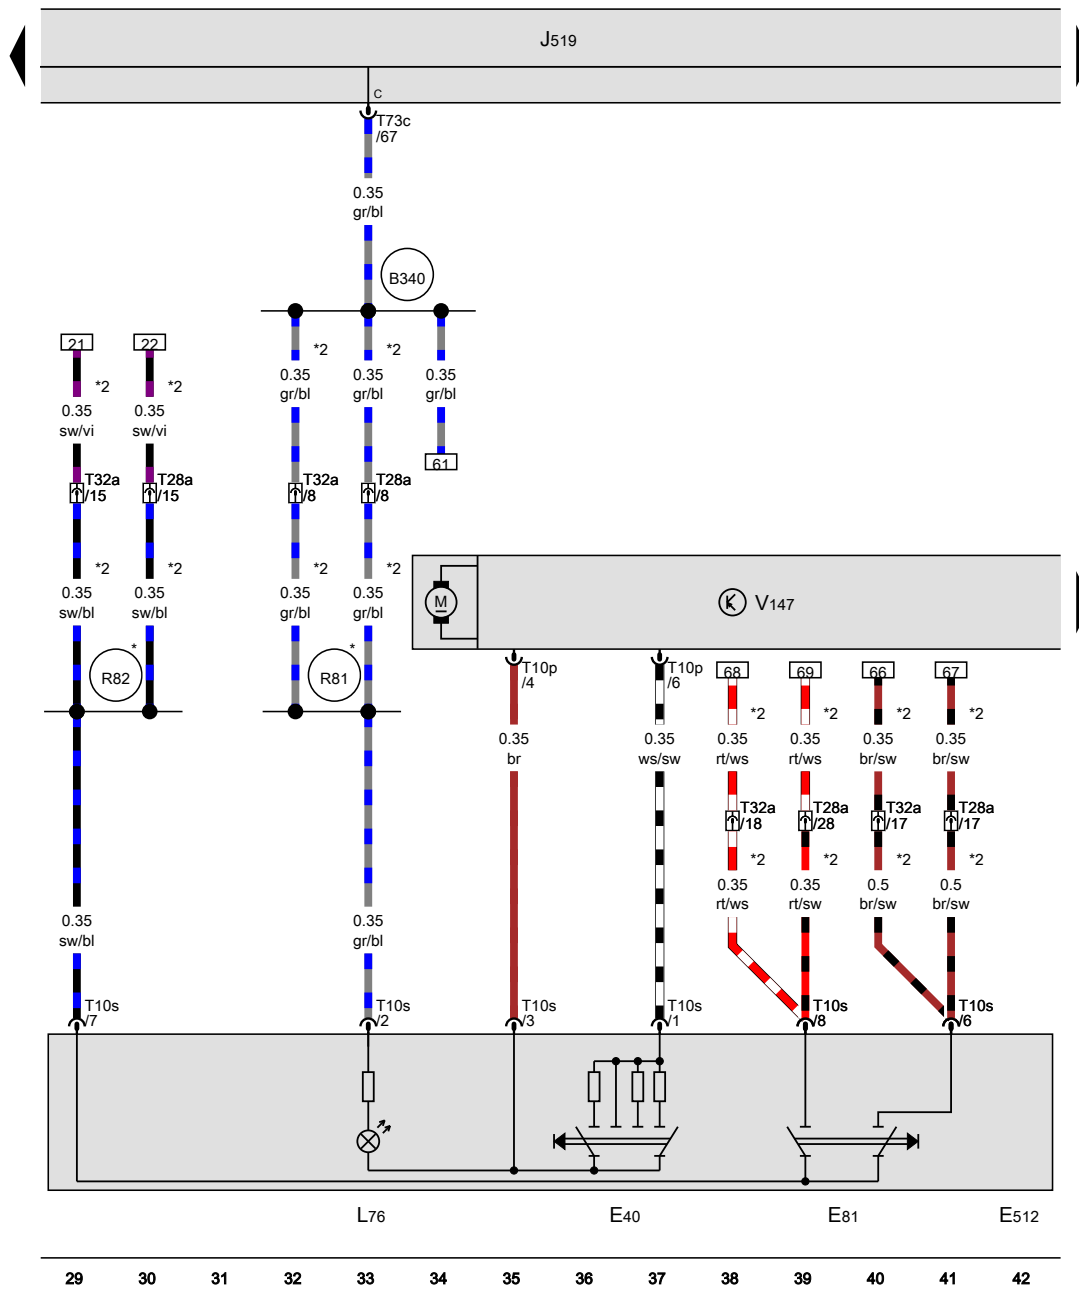 J519
C
T73c
/67
0.35
gr/bl
B340
21
22
*2
*2
*2
*2
0.35
sw/vi
0.35
sw/vi
0.35
gr/bl
0.35
gr/bl
0.35
gr/bl
61
T32a
/15
T28a
/15
T32a
/8
T28a
/8
*2
*2
*2
*2
0.35
sw/bl
0.35
sw/bl
0.35
gr/bl
0.35
gr/bl
M
V147
R82
*
R81
*
T10p
/4
T10p
/6
68
69
66
67
*2
*2
*2
*2
0.35
br
0.35
ws/sw
0.35
rt/ws
0.35
rt/ws
0.35
br/sw
0.35
br/sw
T32a
/18
T28a
/28
T32a
/17
T28a
/17
*2
*2
*2
*2
0.35
rt/ws
0.35
rt/sw
0.5
br/sw
0.5
br/sw
0.35
sw/bl
0.35
gr/bl
T10s
/7
T10s
/2
T10s
/3
T10s
/1
T10s
/8
T10s
/6
L76
E40
E81
E512
29 30 31 32 33 34 35 36 37 38 39 40 41 42